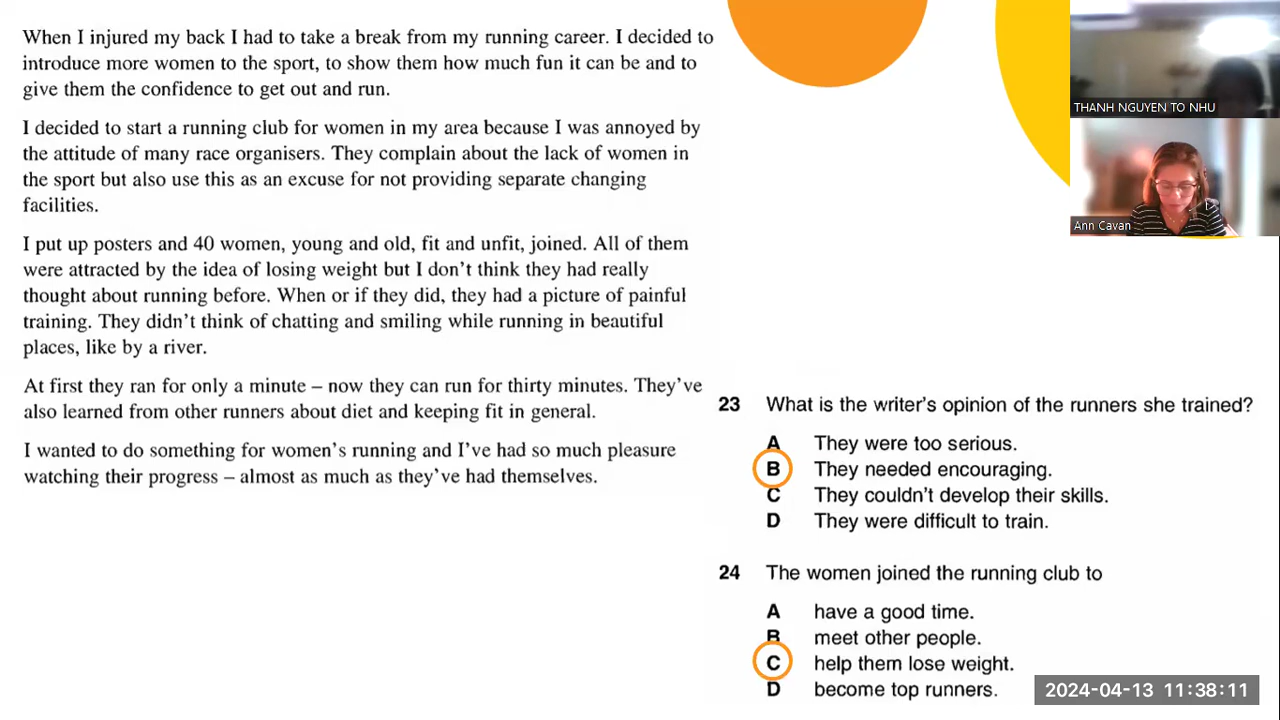 When I injured my back I had to take a break from my running career. I decided to
introduce more women to the sport, to show them how much fun it can be and to
give them the confidence to get out and run.
I decided to start a running club for women in my area because I was annoyed by
the attitude of many race organisers. They complain about the lack of women in
the sport but also use this as an excuse for not providing separate changing
facilities.
I put up posters and 40 women, young and old, fit and unfit, joined. All of them
were attracted by the idea of losing weight but I don't think they had really
thought about running before. When or if they did, they had a picture of painful
training. They didn't think of chatting and smiling while running in beautiful
places, like by a river.
At first they ran for only a minute – now they can run for thirty minutes. They've
also learned from other runners about diet and keeping fit in general.
I wanted to do something for women's running and I've had so much pleasure
watching their progress – almost as much as they've had themselves.
THANH NGUYEN TO NHU
Ann Cavan
23 What is the writer's opinion of the runners she trained?
A They were too serious.
B They needed encouraging.
C They couldn't develop their skills.
D They were difficult to train.
24 The women joined the running club to
A have a good time.
B meet other people.
C help them lose weight.
D become top runners.
2024-04-13 11:38:11